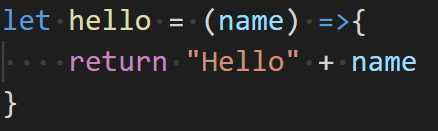 let hello = (name) =>{
    return "Hello" + name
}